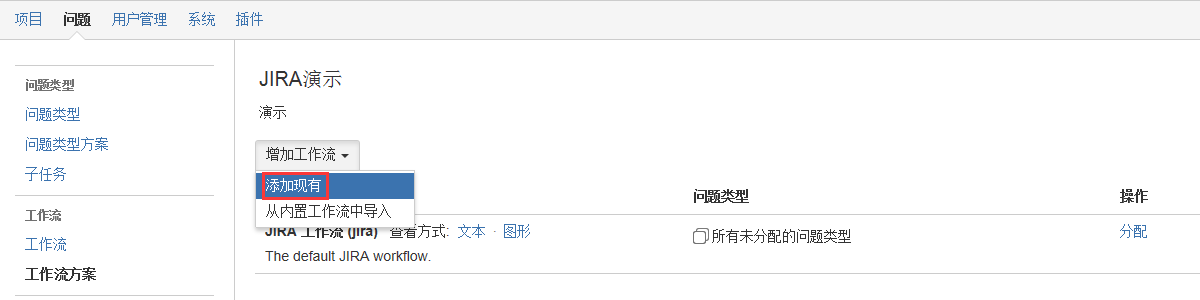 项目 问题 用户管理 系统 插件
问题类型
问题类型
问题类型方案
子任务
工作流
工作流
工作流方案
JIRA演示
演示
增加工作流
添加现有
从内置工作流中导入
问题类型 操作
JIRA 工作流 (jira) 查看方式: 文本 · 图形 所有未分配的问题类型 分配
The default JIRA workflow.